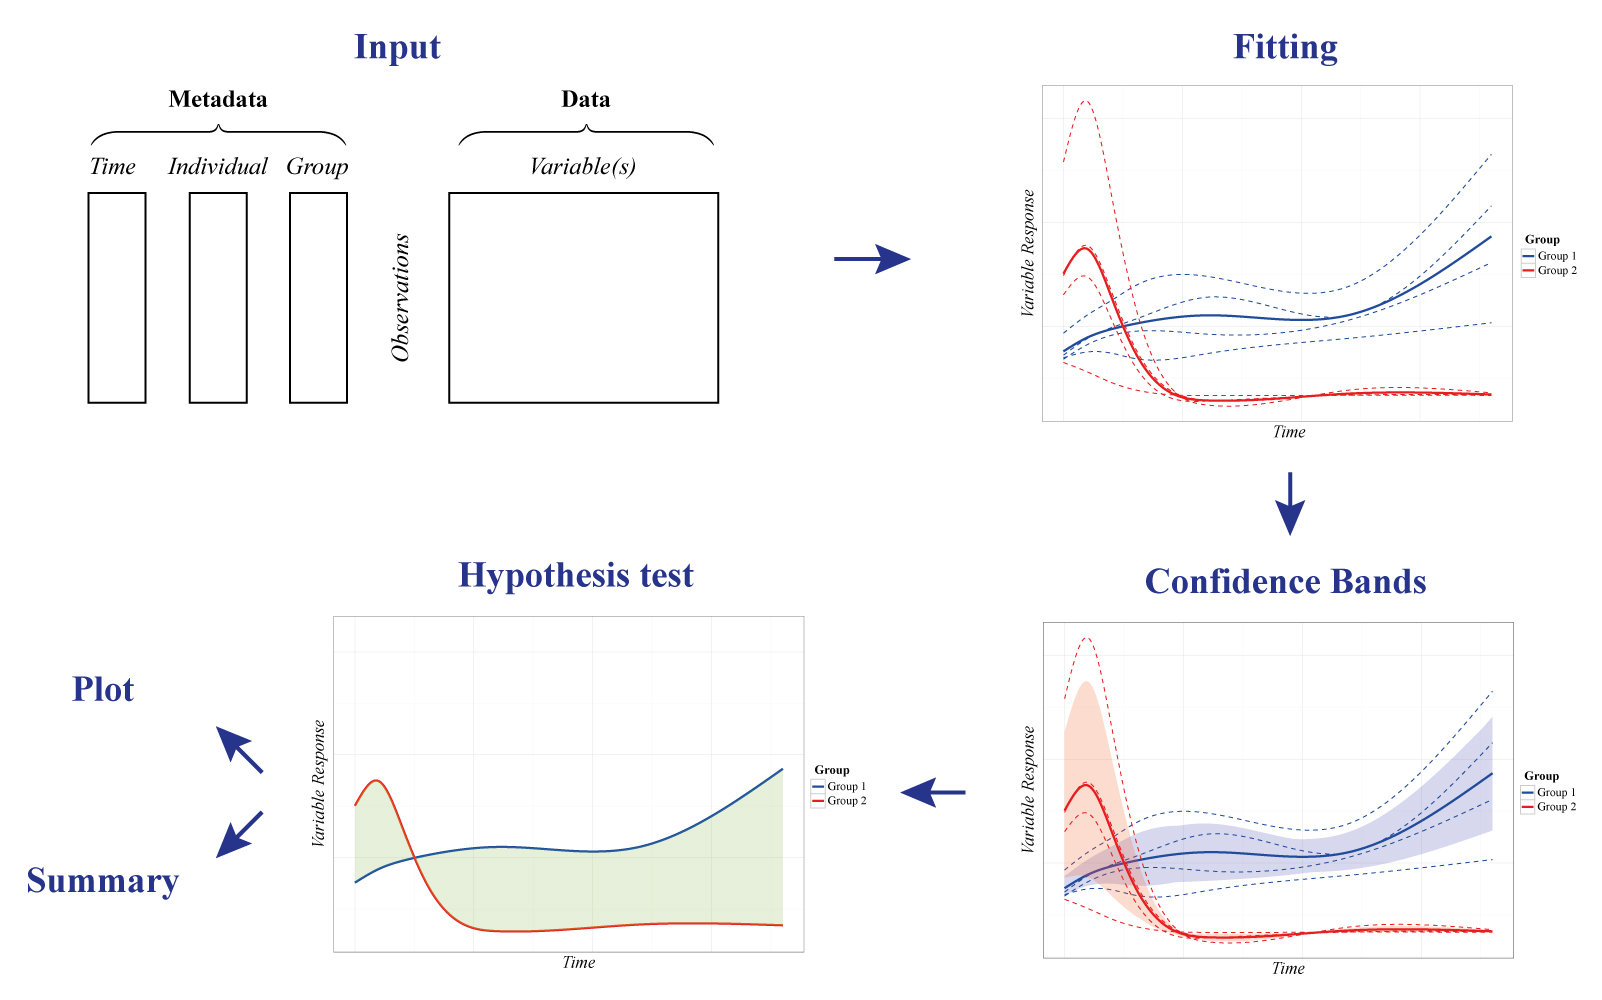 Input
Metadata
Data
Time Individual Group
Variable(s)
Observations
Fitting
Variable Response
Group
Group 1
Group 2
Time
Confidence Bands
Variable Response
Group
Group 1
Group 2
Time
Hypothesis test
Variable Response
Group
Group 1
Group 2
Time
Plot
Summary